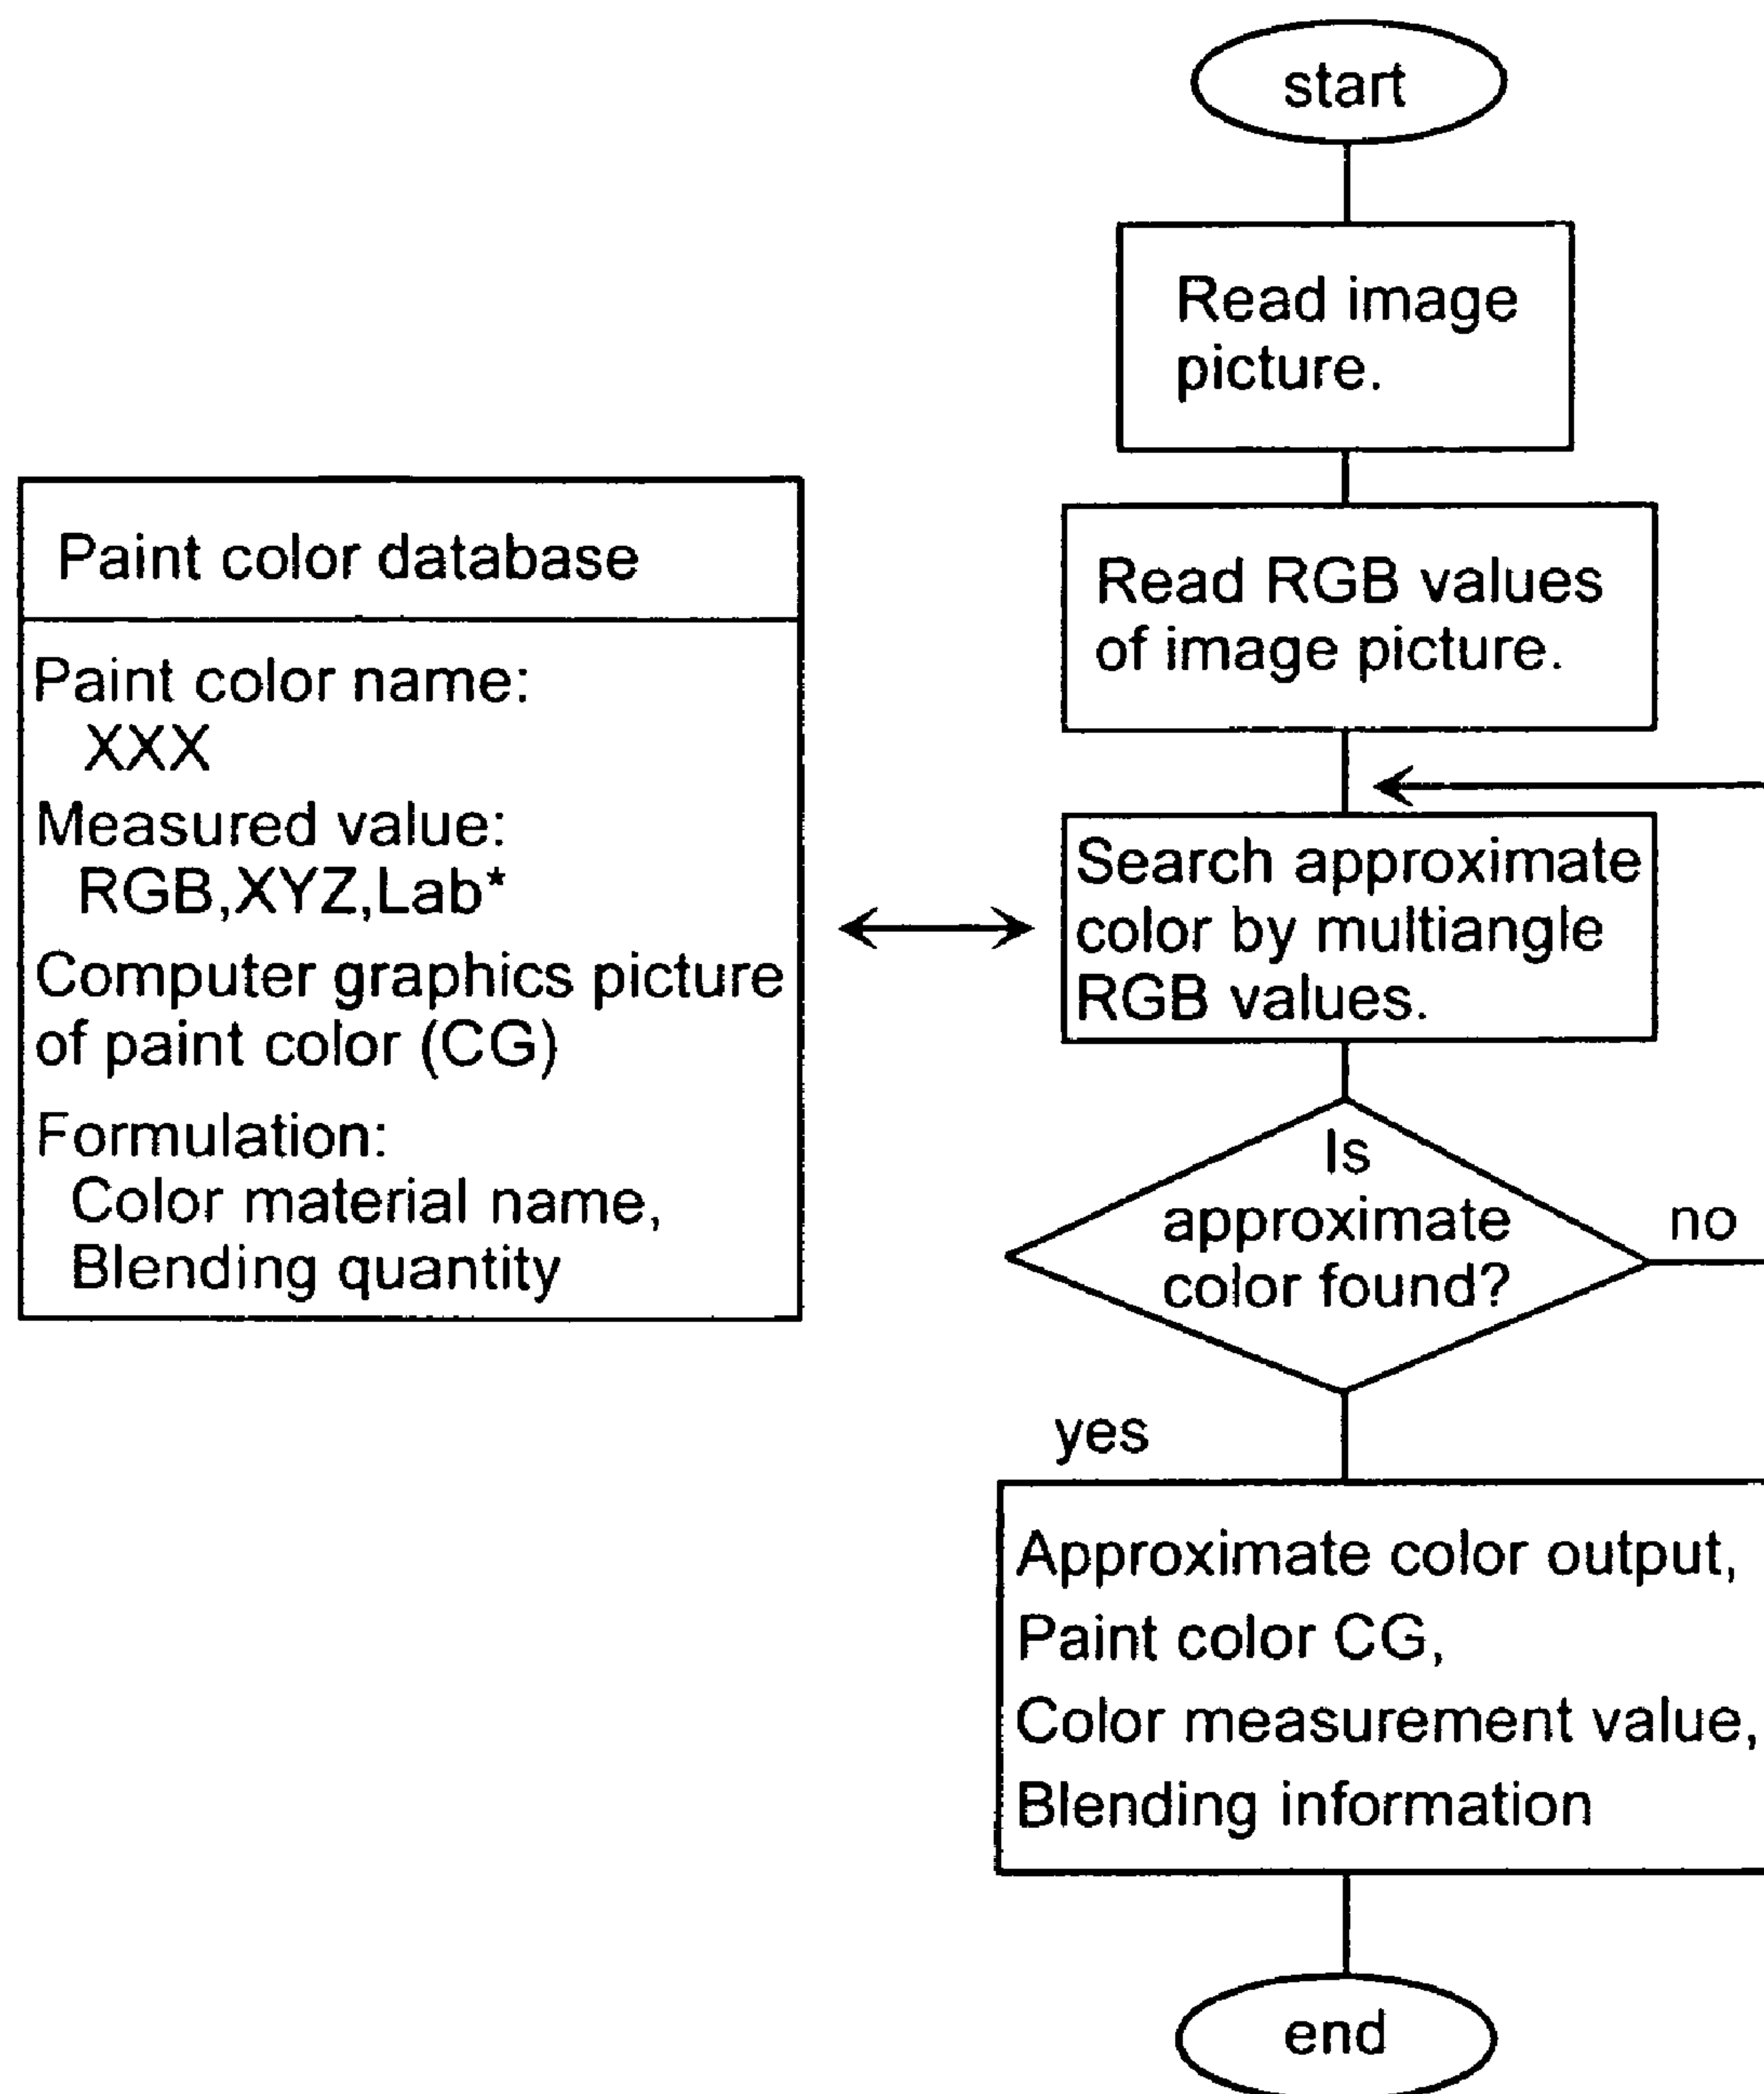 start
Read image
picture.
Read RGB values
of image picture.
Paint color database
Paint color name:
XXX
Measured value:
RGB,XYZ,Lab*
Computer graphics picture
of paint color (CG)
Formulation:
Color material name,
Blending quantity
Search approximate
color by multiangle
RGB values.
Is
approximate
color found?
no
yes
Approximate color output,
Paint color CG,
Color measurement value,
Blending information
end